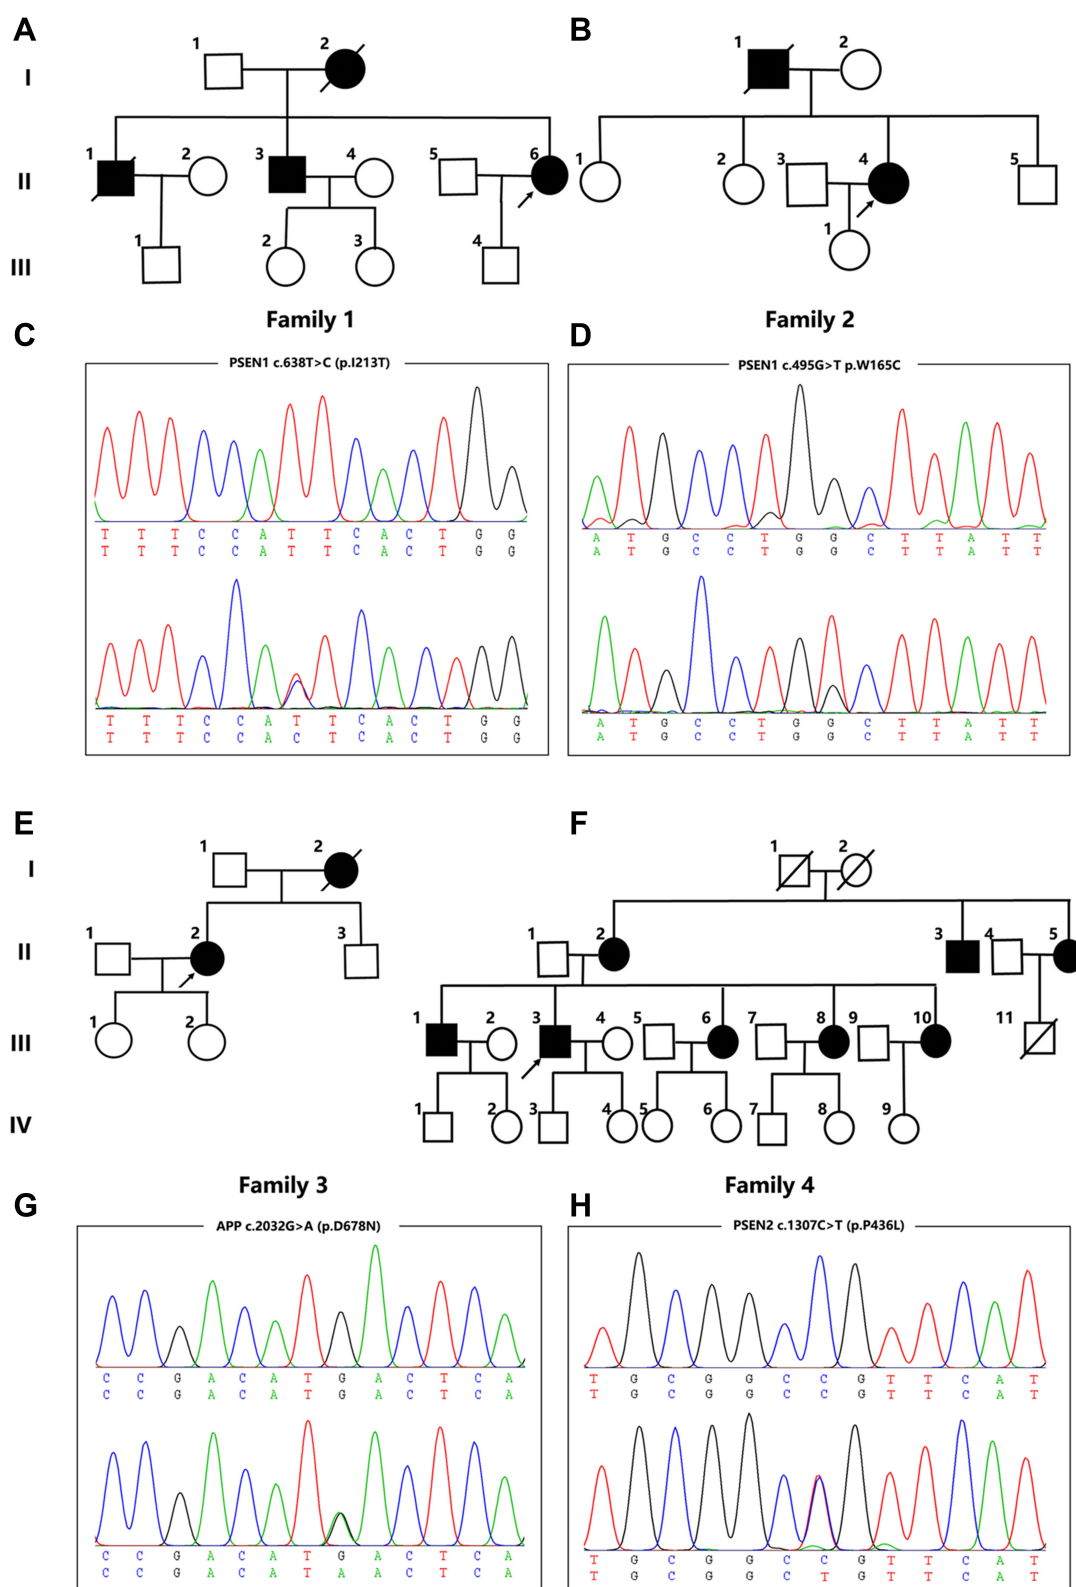 A
B
1
2
1
2
I
1
2
3
4
5
6
1
2
3
4
5
II
1
2
3
4
1
III
Family 1
Family 2
C
D
PSEN1 c.638T>C (p.I213T)
PSEN1 c.495G>T p.W165C
T T T C C A T T C A C T G G
T T T C C A T T C A C T G G
A T G C C T G G C T T A T T
A T G C C T G G C T T A T T
T T T C C A T T C A C T G G
T T T C C A C T C A C T G G
A T G C C T G G C T T A T T
A T G C C T G G C T T A T T
E
F
1
2
1
2
I
1
2
3
1
2
3
4
5
II
1
2
1
2
3
4
5
6
7
8
9
10
11
III
1
2
3
4
5
6
7
8
9
IV
Family 3
Family 4
G
H
APP c.2032G>A (p.D678N)
PSEN2 c.1307C>T (p.P436L)
C C G A C A T G A C T C A
C C G A C A T G A C T C A
T G C G G C C G T T C A T
T G C G G C C G T T C A T
C C G A C A T G A C T C A
C C G A C A T A A C T C A
T G C G G C C G T T C A T
T G C G G C T G T T C A T